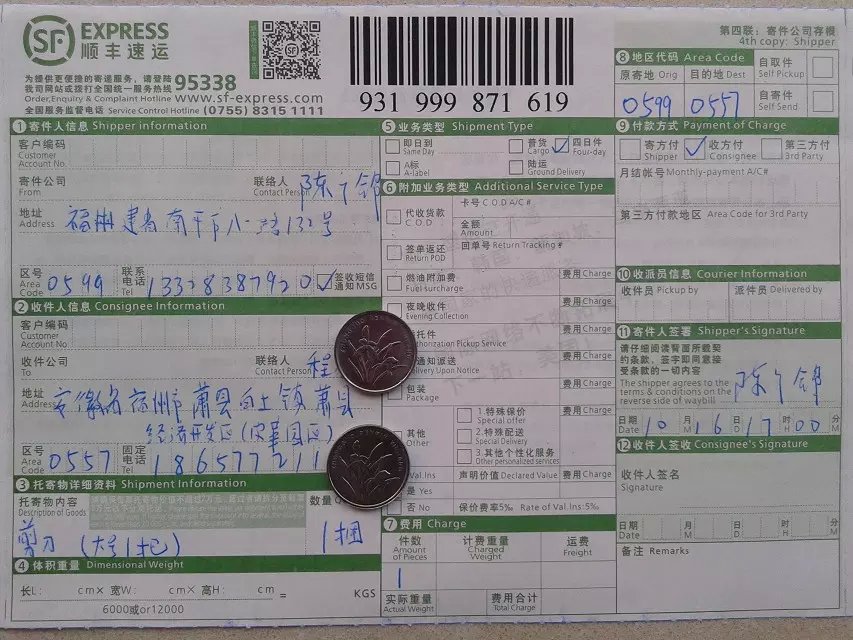 SF EXPRESS
顺丰速运
为提供更便捷的寄递服务,请登陆
我司网站或拨打全国统一服务热线 95338
Order,Enquiry & Complaint Hotline www.sf-express.com
全国服务监督电话 Service Control Hotline (0755) 8315 1111
931 999 871 619
第四联:寄件公司存根
4th copy: Shipper
① 寄件人信息 Shipper information
客户编码
Customer
Account No.
寄件公司
From
联络人
Contact Person 陈丫锦
地址
Address 福州建省南平市八一路132号
区号
Area
Code 0599
联系
电话
Tel 13328387920
签收短信
通知MSG
② 收件人信息 Consignee Information
客户编码
Customer
Account No.
收件公司
To
联络人
Contact Person 程
地址
Address 安徽省宿州市萧县白土镇萧县
经济开发区(皮革园区)
区号
Area
Code 0557
固定
电话
Tel 186577211
③ 托寄物详细资料 Shipment Information
托寄物内容
Description of Goods
数量
剪刀 (大号1把) 1捆
④ 体积重量 Dimensional Weight
长L: cm× 宽W: cm× 高H: cm = KGS
6000或or12000
⑤ 业务类型 Shipment Type
即日到
Same Day
普货
Cargo
四日件
Four-day
A标
A-label
陆运
Ground Delivery
⑥ 附加业务类型 Additional Service Type
代收货款
C O D
卡号 C O D A/C #
金额
Amount
签单返还
Return POD
回单号 Return Tracking #
燃油附加费
Fuel surcharge
费用 Charge
夜晚收件
Evening Collection
费用 Charge
托件
Authorization Pickup Service
费用 Charge
通知派送
Delivery Upon Notice
费用 Charge
包装
Package
费用 Charge
其他
Other
1.特殊保价
Special offer
2.特殊配送
Special Delivery
3.其他个性化服务
Other personalized services
费用 Charge
Val.Ins
声明价值 Declared Value
费用 Charge
是 Yes
否 No
保价费率5‰ Rate of Val.Ins:5‰
⑦ 费用 Charge
件数
Amount
of Pieces
计费重量
Charged
Weight
运费
Freight
1
实际重量
Actual Weight
费用合计
Total Charge
⑧ 地区代码 Area Code
原寄地 Orig
目的地 Dest
0599 0557
自取件
Self Pickup
自寄件
Self Send
⑨ 付款方式 Payment of Charge
寄方付
Shipper
收方付
Consignee
第三方付
3rd Party
月结帐号 Monthly-payment A/C#
第三方付款地区 Area Code for 3rd Party
⑩ 收派员信息 Courier Information
收件员 Pickup by
派件员 Delivered by
⑪ 寄件人签署 Shipper's Signature
请仔细阅读背面所载契
约条款,签字即同意接
受条款的一切内容
The shipper agrees to the
terms & conditions on the
reverse side of waybill
陈丫锦
日期
Date 10 月
M 16 日
D 17 时
H 00 分
M
⑫ 收件人签收 Consignee's Signature
收件人签名
Signature
日期
Date
月
M
日
D
时
H
分
M
备注 Remarks